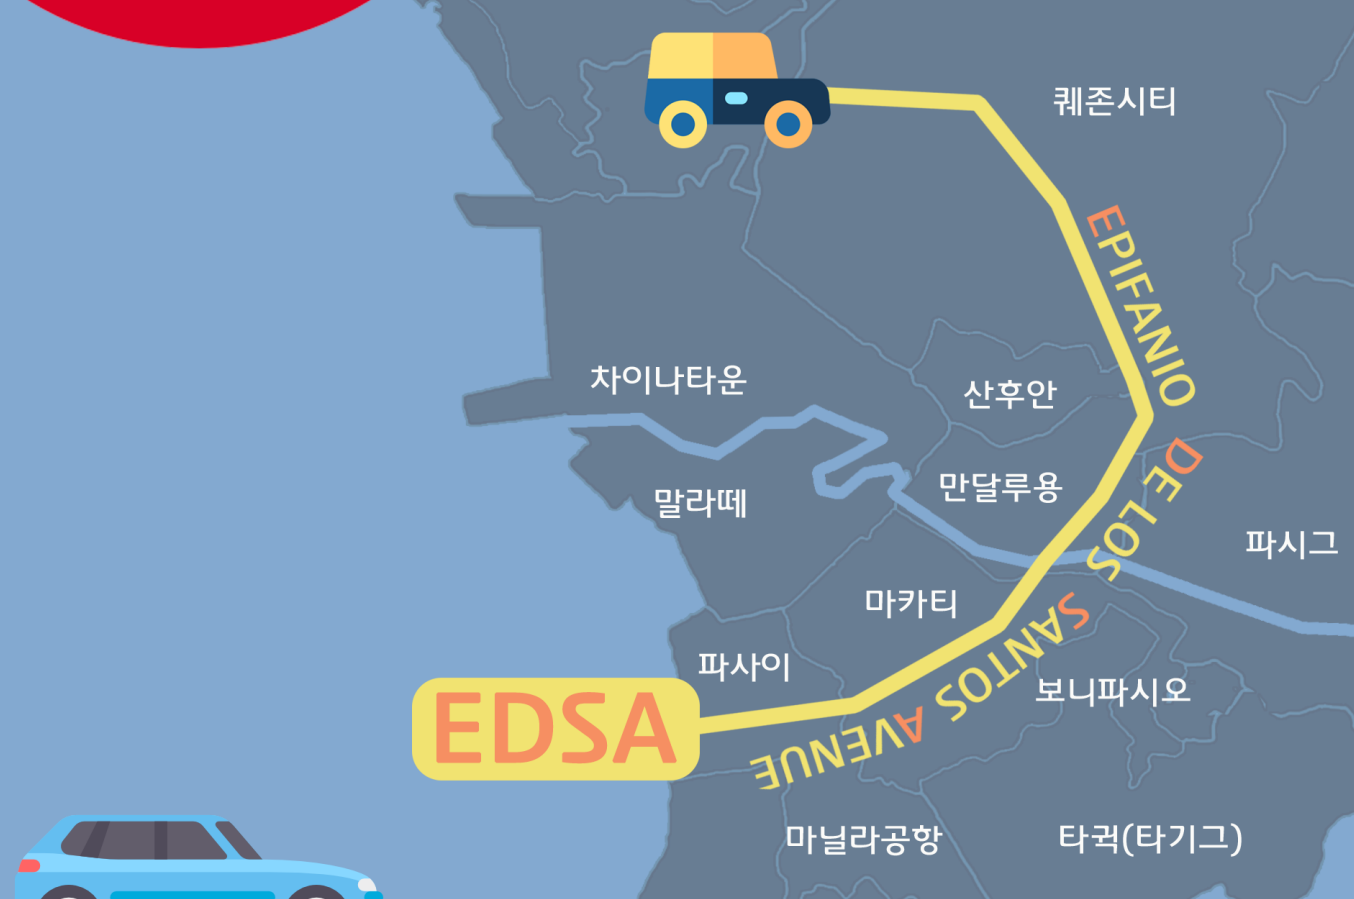 퀘존시티
EPIFANIO
DE LOS
SANTOS
AVENUE
차이나타운
산후안
만달루용
말라떼
파시그
마카티
파사이
보니파시오
EDSA
마닐라공항
타귁(타기그)